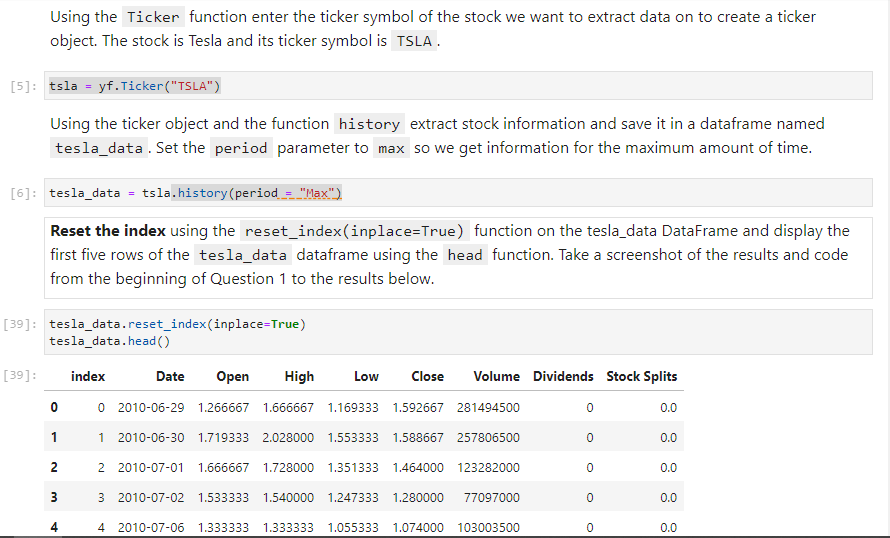 Using the Ticker function enter the ticker symbol of the stock we want to extract data on to create a ticker
object. The stock is Tesla and its ticker symbol is TSLA .
[5]: tsla = yf.Ticker("TSLA")
Using the ticker object and the function history extract stock information and save it in a dataframe named
tesla_data . Set the period parameter to max so we get information for the maximum amount of time.
[6]: tesla_data = tsla.history(period = "Max")
Reset the index using the reset_index(inplace=True) function on the tesla_data DataFrame and display the
first five rows of the tesla_data dataframe using the head function. Take a screenshot of the results and code
from the beginning of Question 1 to the results below.
[39]: tesla_data.reset_index(inplace=True)
tesla_data.head()
[39]: index Date Open High Low Close Volume Dividends Stock Splits
0 0 2010-06-29 1.266667 1.666667 1.169333 1.592667 281494500 0 0.0
1 1 2010-06-30 1.719333 2.028000 1.553333 1.588667 257806500 0 0.0
2 2 2010-07-01 1.666667 1.728000 1.351333 1.464000 123282000 0 0.0
3 3 2010-07-02 1.533333 1.540000 1.247333 1.280000 77097000 0 0.0
4 4 2010-07-06 1.333333 1.333333 1.055333 1.074000 103003500 0 0.0